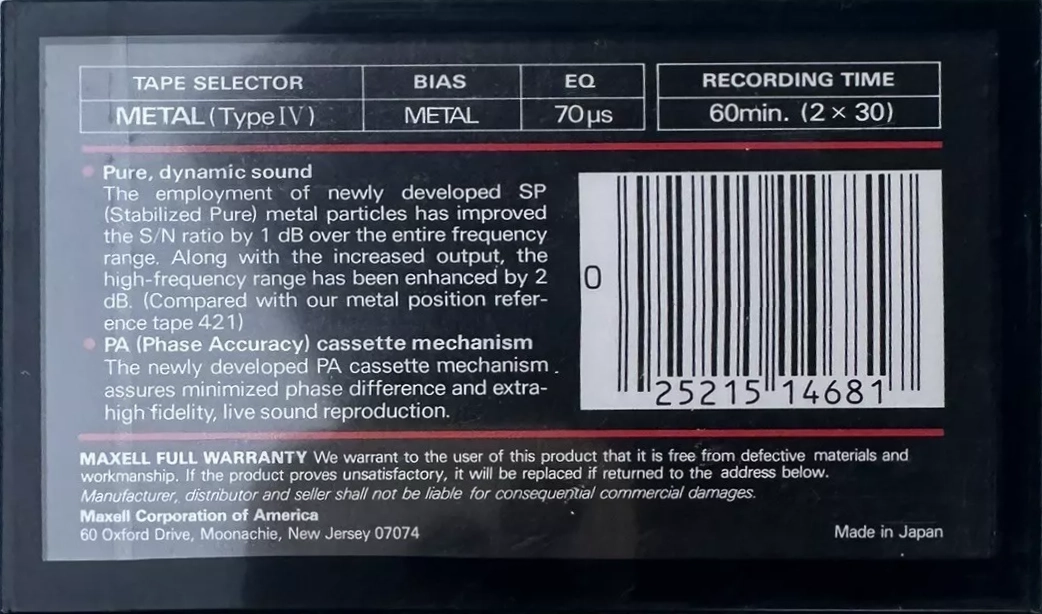 TAPE SELECTOR BIAS EQ RECORDING TIME
METAL (Type IV) METAL 70 µs 60min. (2 × 30)
• Pure, dynamic sound
The employment of newly developed SP
(Stabilized Pure) metal particles has improved
the S/N ratio by 1 dB over the entire frequency
range. Along with the increased output, the
high-frequency range has been enhanced by 2
dB. (Compared with our metal position refer-
ence tape 421)
• PA (Phase Accuracy) cassette mechanism
The newly developed PA cassette mechanism
assures minimized phase difference and extra-
high fidelity, live sound reproduction.
0 25215 14681
MAXELL FULL WARRANTY We warrant to the user of this product that it is free from defective materials and
workmanship. If the product proves unsatisfactory, it will be replaced if returned to the address below.
Manufacturer, distributor and seller shall not be liable for consequential commercial damages.
Maxell Corporation of America
60 Oxford Drive, Moonachie, New Jersey 07074 Made in Japan